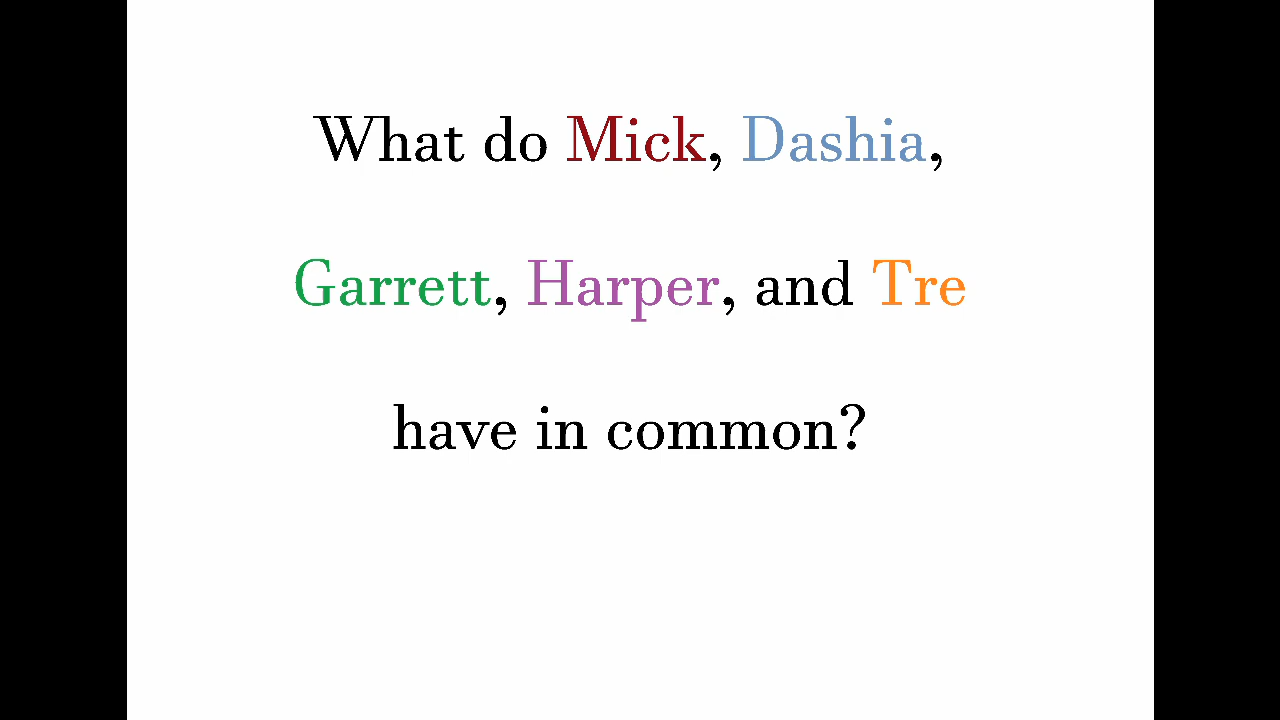 What do Mick, Dashia,
Garrett, Harper, and Tre
have in common?